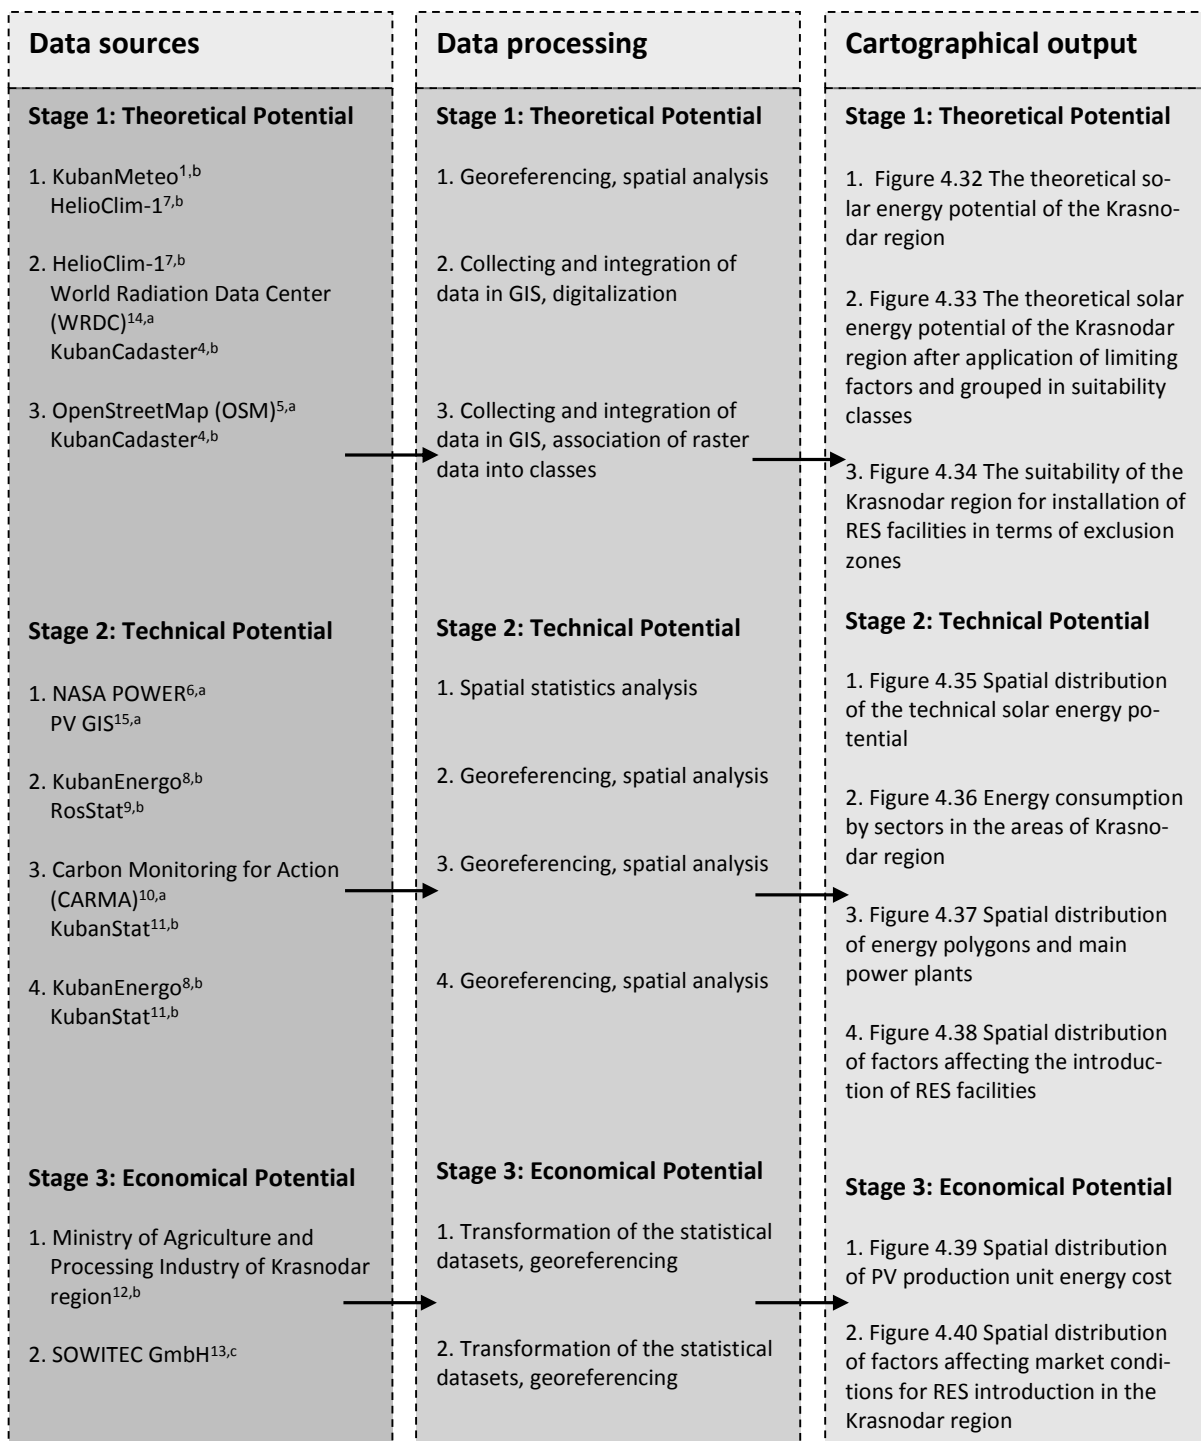 Data sources
Stage 1: Theoretical Potential
1. KubanMeteo1,b
HelioClim-17,b
2. HelioClim-17,b
World Radiation Data Center
(WRDC)14,a
KubanCadaster4,b
3. OpenStreetMap (OSM)5,a
KubanCadaster4,b
Stage 2: Technical Potential
1. NASA POWER6,a
PV GIS15,a
2. KubanEnergo8,b
RosStat9,b
3. Carbon Monitoring for Action
(CARMA)10,a
KubanStat11,b
4. KubanEnergo8,b
KubanStat11,b
Stage 3: Economical Potential
1. Ministry of Agriculture and
Processing Industry of Krasnodar
region12,b
2. SOWITEC GmbH13,c
Data processing
Stage 1: Theoretical Potential
1. Georeferencing, spatial analysis
2. Collecting and integration of
data in GIS, digitalization
3. Collecting and integration of
data in GIS, association of raster
data into classes
Stage 2: Technical Potential
1. Spatial statistics analysis
2. Georeferencing, spatial analysis
3. Georeferencing, spatial analysis
4. Georeferencing, spatial analysis
Stage 3: Economical Potential
1. Transformation of the statistical
datasets, georeferencing
2. Transformation of the statistical
datasets, georeferencing
Cartographical output
Stage 1: Theoretical Potential
1. Figure 4.32 The theoretical so-
lar energy potential of the Krasno-
dar region
2. Figure 4.33 The theoretical solar
energy potential of the Krasnodar
region after application of limiting
factors and grouped in suitability
classes
3. Figure 4.34 The suitability of the
Krasnodar region for installation of
RES facilities in terms of exclusion
zones
Stage 2: Technical Potential
1. Figure 4.35 Spatial distribution
of the technical solar energy po-
tential
2. Figure 4.36 Energy consumption
by sectors in the areas of Krasno-
dar region
3. Figure 4.37 Spatial distribution
of energy polygons and main
power plants
4. Figure 4.38 Spatial distribution
of factors affecting the introduc-
tion of RES facilities
Stage 3: Economical Potential
1. Figure 4.39 Spatial distribution
of PV production unit energy cost
2. Figure 4.40 Spatial distribution
of factors affecting market condi-
tions for RES introduction in the
Krasnodar region